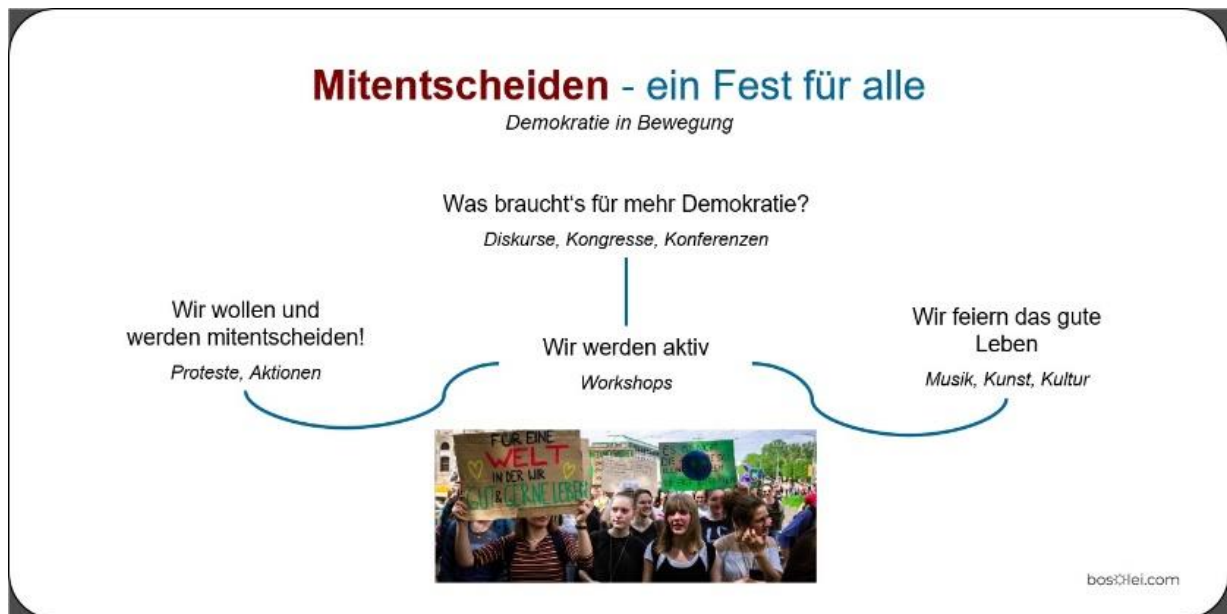 Mitentscheiden - ein Fest für alle
Demokratie in Bewegung
Was braucht's für mehr Demokratie?
Diskurse, Kongresse, Konferenzen
Wir wollen und
werden mitentscheiden!
Proteste, Aktionen
Wir werden aktiv
Workshops
Wir feiern das gute
Leben
Musik, Kunst, Kultur
FÜR EINE
WELT
IN DER WIR
GUT & GERNE LEBEN
bosolei.com